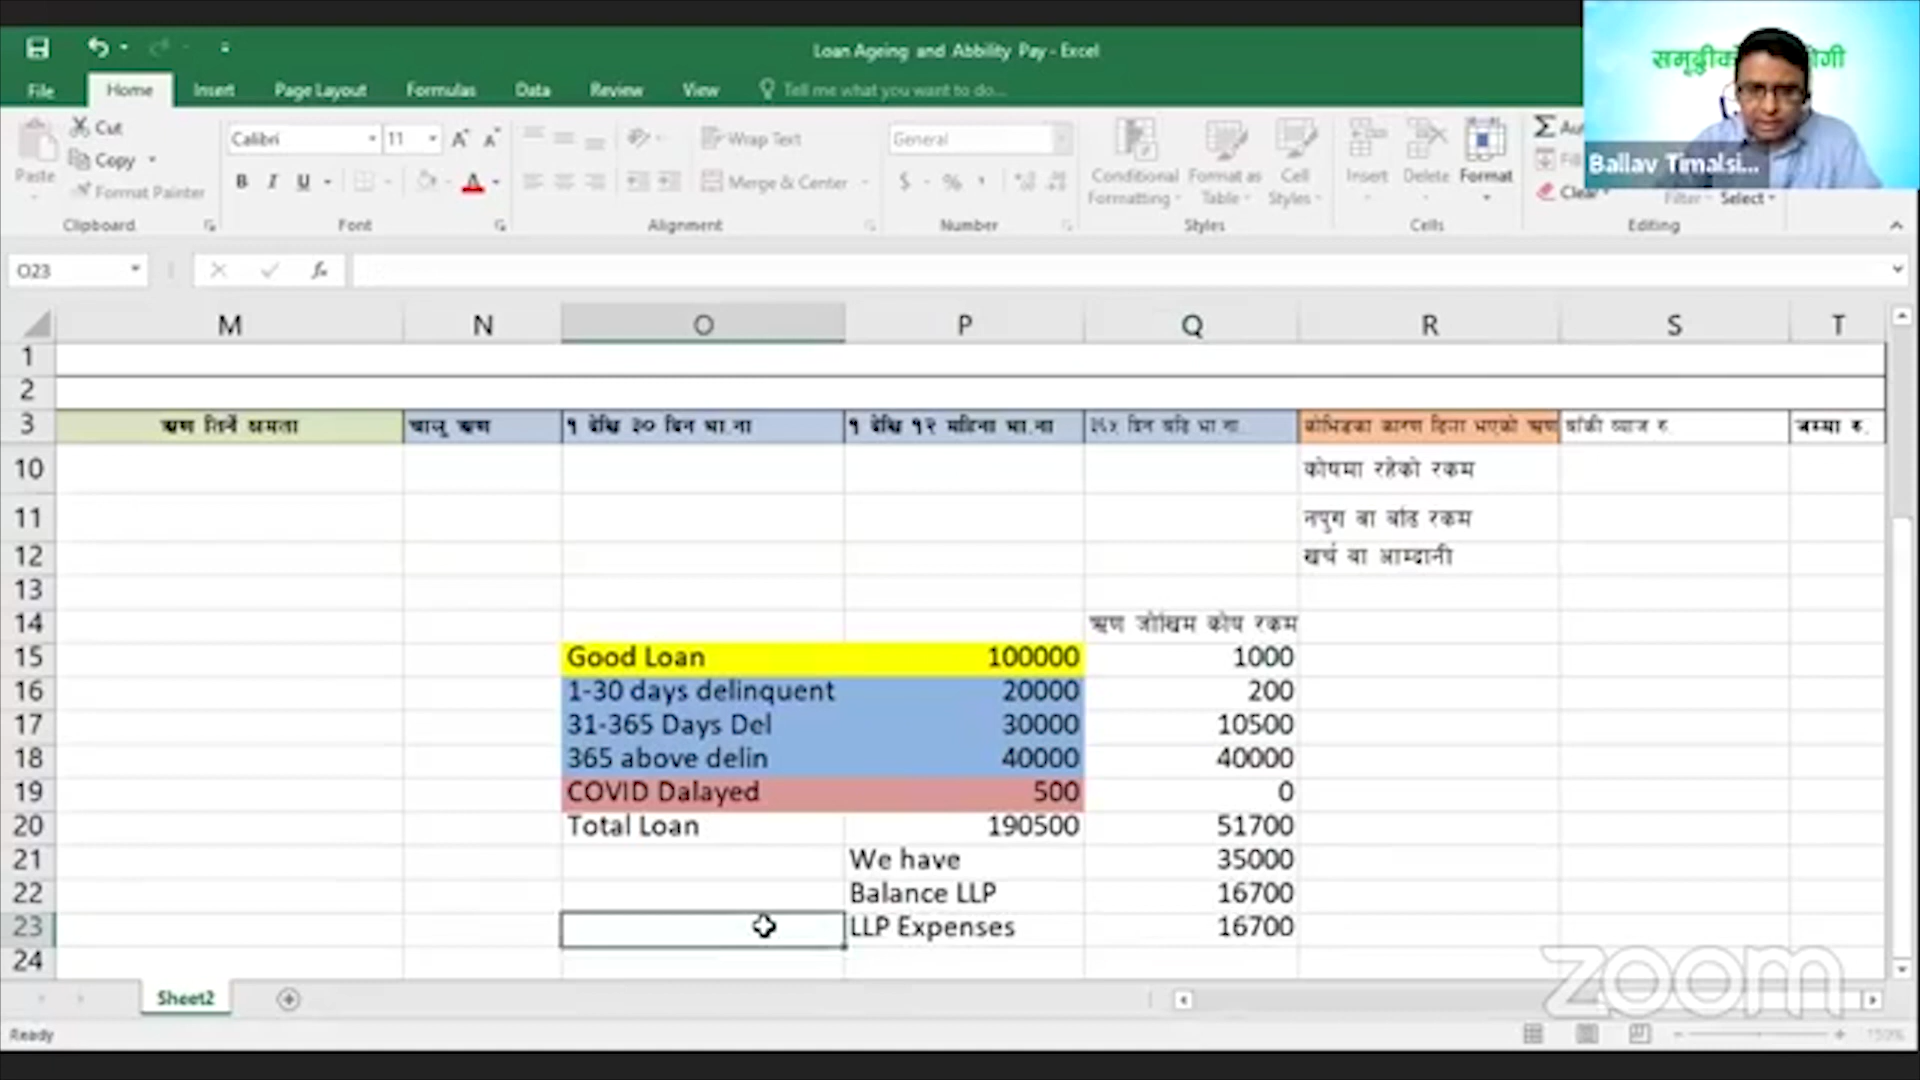 Loan Ageing and Abbility Pay - Excel
समृद्धीको
Ballav Timalsi...
File Home Insert Page Layout Formulas Data Review View Tell me what you want to do...
Paste
Cut
Copy
Format Painter
Calibri 11
B I U
Wrap Text
Merge & Center
General
$ %
Conditional Formatting
Format as Table
Cell Styles
Insert
Delete
Format
Clear
Filter
Select
Clipboard Font Alignment Number Styles Cells Editing
O23 fx
M N O P Q R S T
1
2
3 ऋण तिर्ने क्षमता चालु ऋण १ देखि ३० दिन भा.ना १ देखि १२ महिना भा.ना ३६५ दिन बढि भा.ना. कोभिडका कारण ढिला भएको ऋण बाँकी व्याज रु. जम्मा रु.
10 कोषमा रहेको रकम
11 नपुग वा बढि रकम
12 खर्च वा आम्दानी
13
14 ऋण जोखिम कोष रकम
15 Good Loan 100000 1000
16 1-30 days delinquent 20000 200
17 31-365 Days Del 30000 10500
18 365 above delin 40000 40000
19 COVID Dalayed 500 0
20 Total Loan 190500 51700
21 We have 35000
22 Balance LLP 16700
23 LLP Expenses 16700
24
Sheet2
Ready
150%
zoom